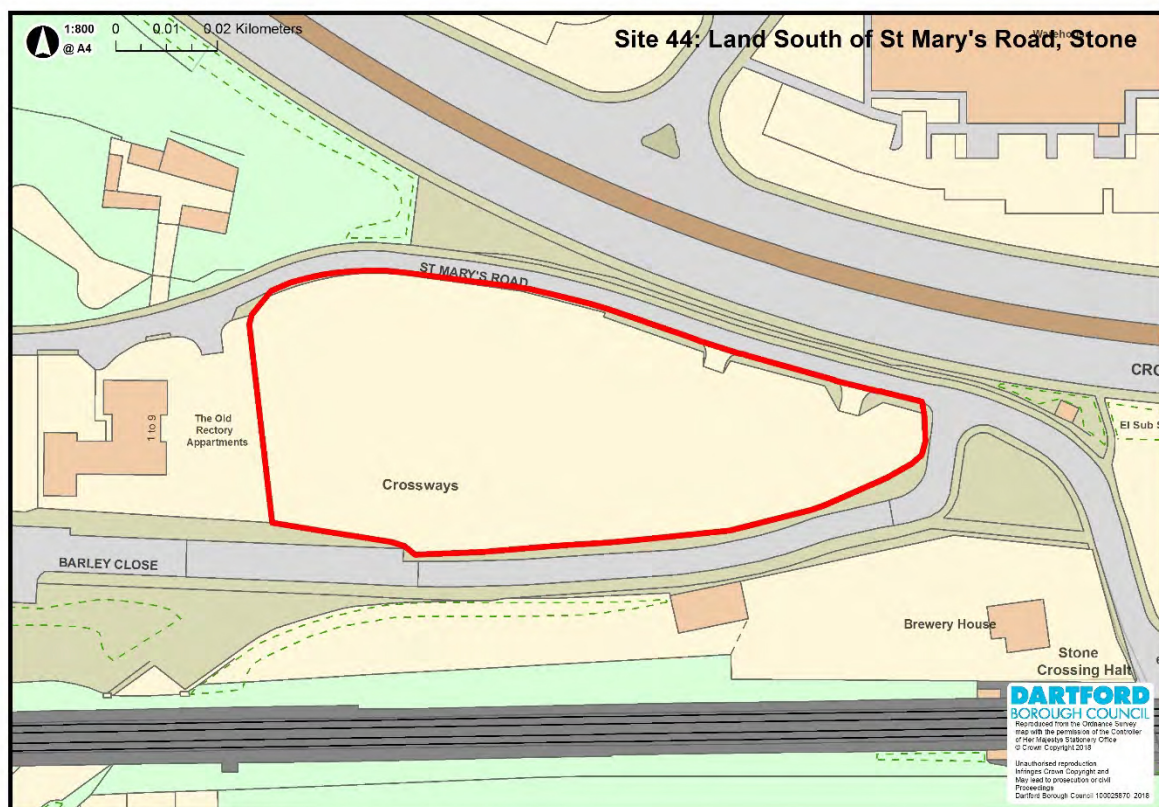 1:800
@ A4
0 0.01 0.02 Kilometers
Site 44: Land South of St Mary's Road, Stone
Warehouse
ST MARY'S ROAD
CRO
El Sub S
1 to 9
The Old
Rectory
Appartments
Crossways
BARLEY CLOSE
Brewery House
Stone
Crossing Halt
DARTFORD
BOROUGH COUNCIL
Reproduced from the Ordnance Survey
map with the permission of the Controller
of Her Majestys Stationery Office
© Crown Copyright 2018
Unauthorised reproduction
Infringes Crown Copyright and
May lead to prosecution or civil
Proceedings
Dartford Borough Council 100025870 2018